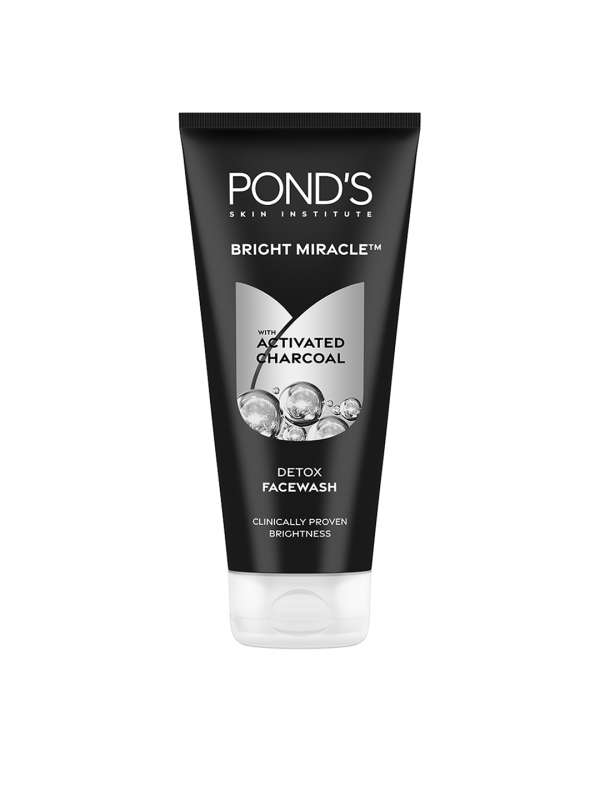 POND'S
SKIN INSTITUTE
BRIGHT MIRACLE™
WITH
ACTIVATED
CHARCOAL
DETOX
FACEWASH
CLINICALLY PROVEN
BRIGHTNESS